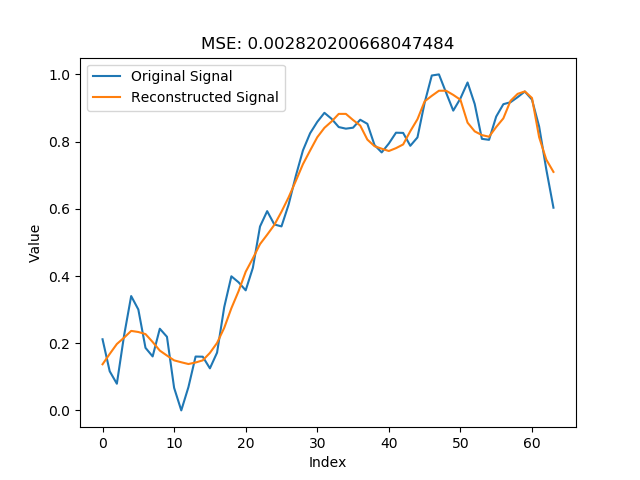 MSE: 0.002820200668047484
Original Signal
Reconstructed Signal
1.0
0.8
0.6
0.4
0.2
0.0
Value
0 10 20 30 40 50 60
Index